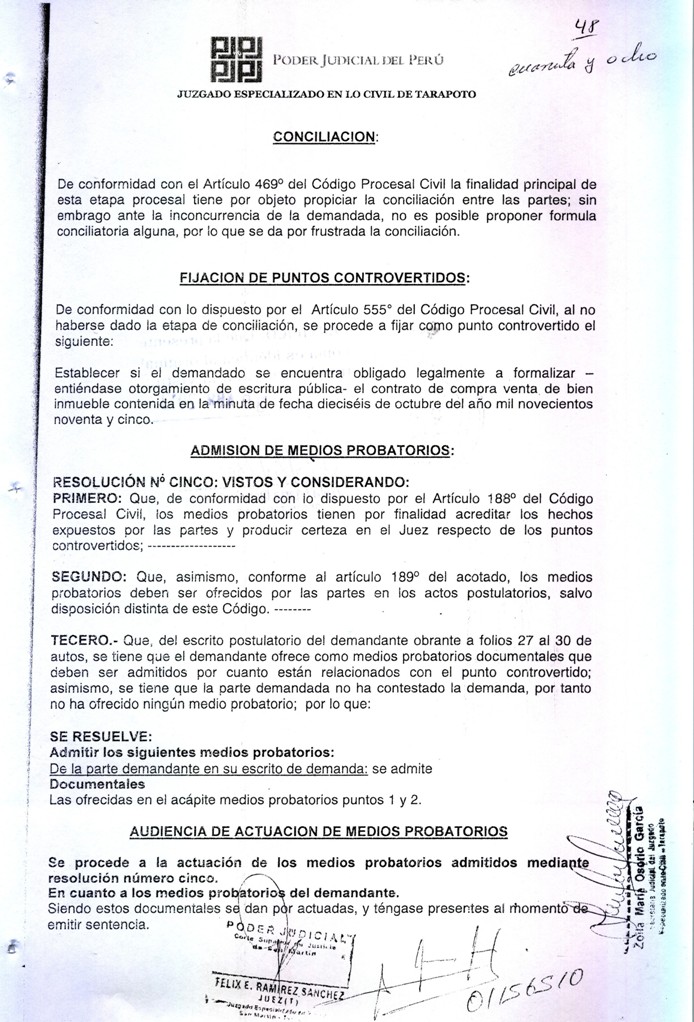 48
cuarenta y ocho
PODER JUDICIAL DEL PERÚ
JUZGADO ESPECIALIZADO EN LO CIVIL DE TARAPOTO
CONCILIACION:
De conformidad con el Artículo 469º del Código Procesal Civil la finalidad principal de
esta etapa procesal tiene por objeto propiciar la conciliación entre las partes; sin
embrago ante la inconcurrencia de la demandada, no es posible proponer formula
conciliatoria alguna, por lo que se da por frustrada la conciliación.
FIJACION DE PUNTOS CONTROVERTIDOS:
De conformidad con lo dispuesto por el Artículo 555° del Código Procesal Civil, al no
haberse dado la etapa de conciliación, se procede a fijar como punto controvertido el
siguiente:
Establecer si el demandado se encuentra obligado legalmente a formalizar –
entiéndase otorgamiento de escritura pública- el contrato de compra venta de bien
inmueble contenida en la minuta de fecha dieciséis de octubre del año mil novecientos
noventa y cinco.
ADMISION DE MEDIOS PROBATORIOS:
RESOLUCIÓN Nº CINCO: VISTOS Y CONSIDERANDO:
PRIMERO: Que, de conformidad con lo dispuesto por el Artículo 188º del Código
Procesal Civil, los medios probatorios tienen por finalidad acreditar los hechos
expuestos por las partes y producir certeza en el Juez respecto de los puntos
controvertidos; -------------------
SEGUNDO: Que, asimismo, conforme al artículo 189º del acotado, los medios
probatorios deben ser ofrecidos por las partes en los actos postulatorios, salvo
disposición distinta de este Código. --------
TECERO.- Que, del escrito postulatorio del demandante obrante a folios 27 al 30 de
autos, se tiene que el demandante ofrece como medios probatorios documentales que
deben ser admitidos por cuanto están relacionados con el punto controvertido;
asimismo, se tiene que la parte demandada no ha contestado la demanda, por tanto
no ha ofrecido ningún medio probatorio; por lo que:
SE RESUELVE:
Admitir los siguientes medios probatorios:
De la parte demandante en su escrito de demanda: se admite
Documentales
Las ofrecidas en el acápite medios probatorios puntos 1 y 2.
AUDIENCIA DE ACTUACION DE MEDIOS PROBATORIOS
Se procede a la actuación de los medios probatorios admitidos mediante
resolución número cinco.
En cuanto a los medios probatorios del demandante.
Siendo estos documentales se dan por actuadas, y téngase presentes al momento de
emitir sentencia.
PODER JUDICIAL
Corte Superior de Justicia
de San Martín
FELIX E. RAMIREZ SANCHEZ
JUEZ(T)
Juzgado Especializado
San Martín
01156510
Zoila María Osorio García
Secretaria Judicial del Juzgado